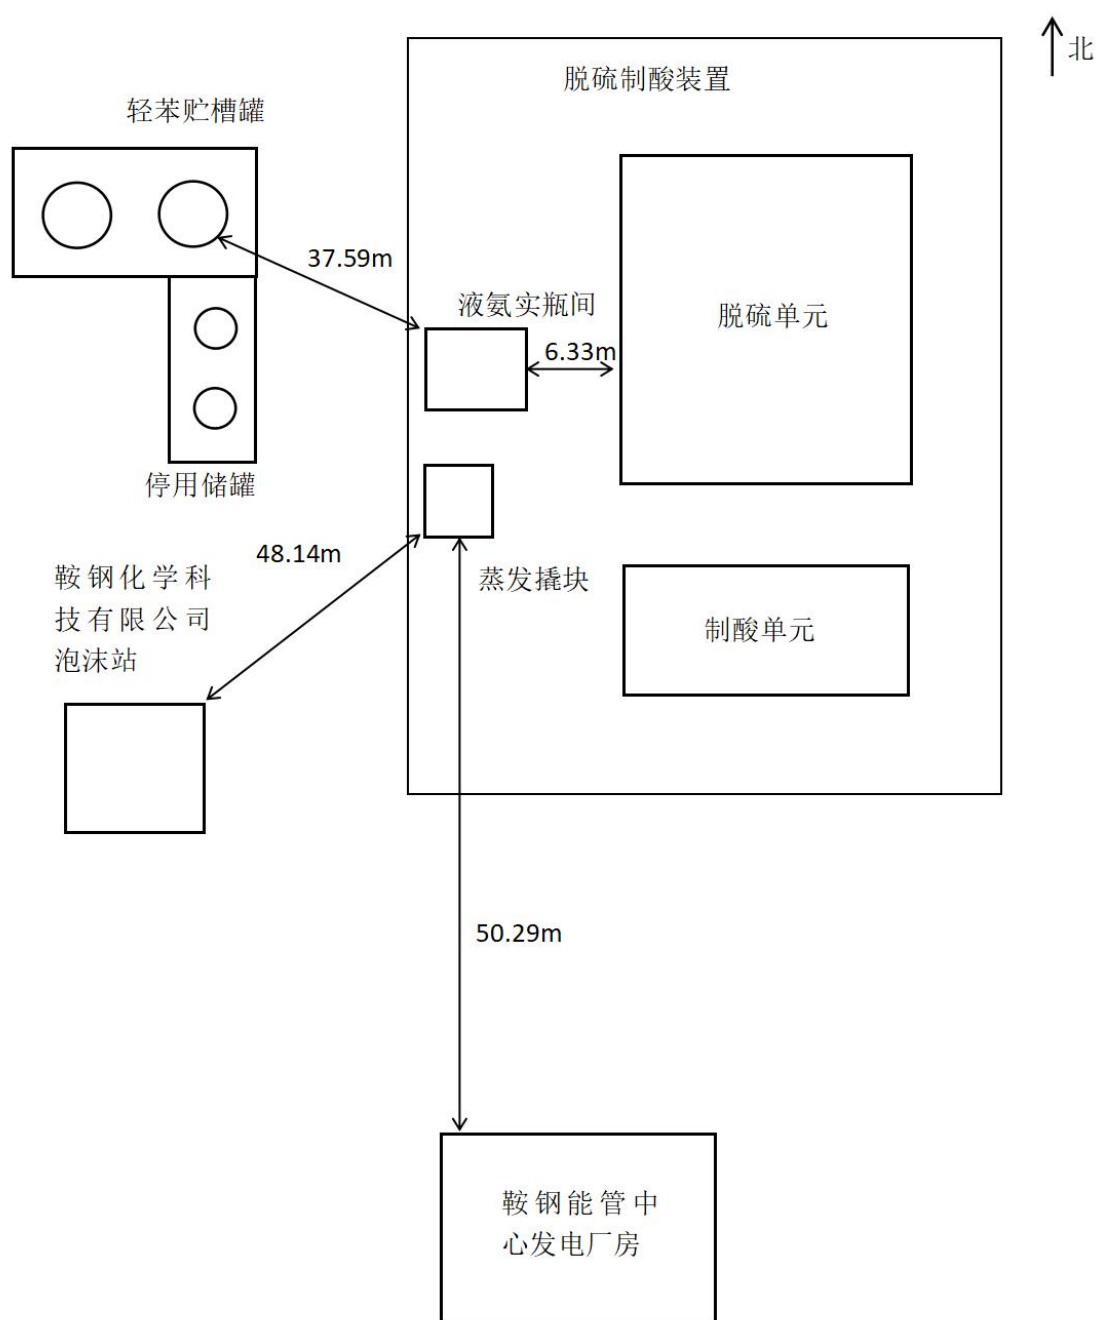 北
脱硫制酸装置
轻苯贮槽罐
37.59m
液氨实瓶间
脱硫单元
6.33m
停用储罐
48.14m
鞍钢化学科
技有限公司
泡沫站
蒸发撬块
制酸单元
50.29m
鞍钢能管中
心发电厂房